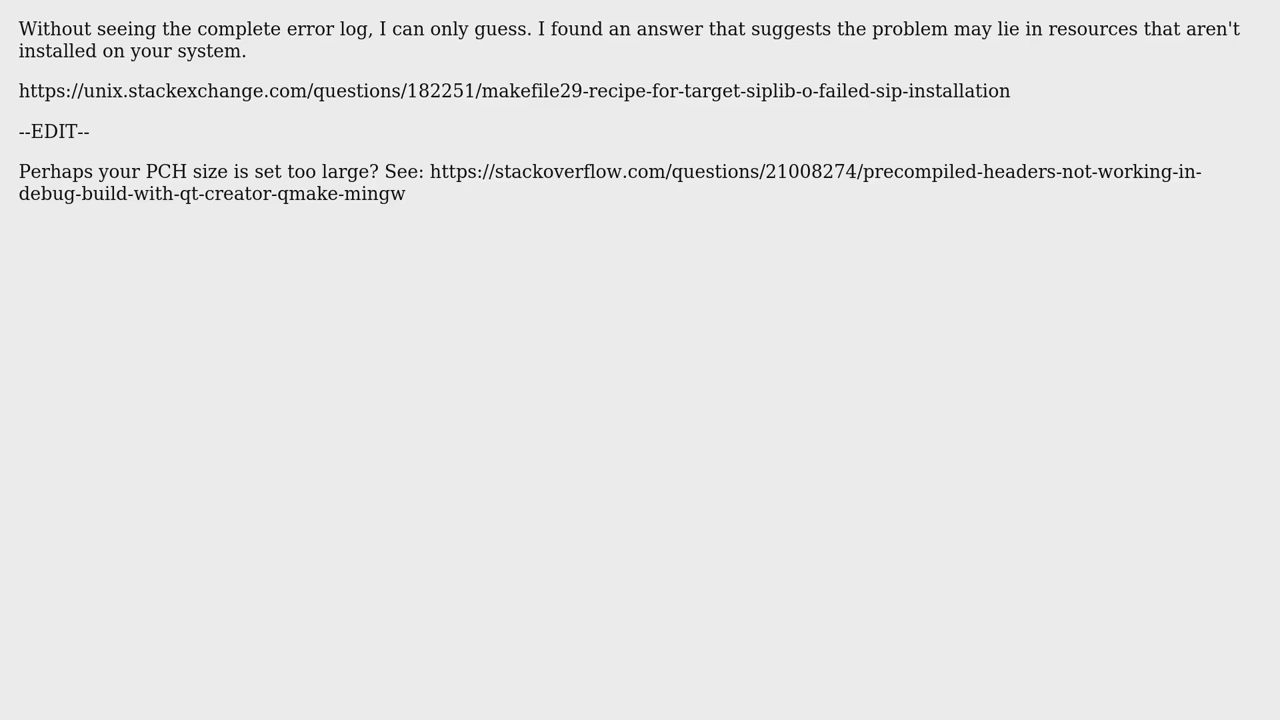 Without seeing the complete error log, I can only guess. I found an answer that suggests the problem may lie in resources that aren't
installed on your system.
https://unix.stackexchange.com/questions/182251/makefile29-recipe-for-target-siplib-o-failed-sip-installation
--EDIT--
Perhaps your PCH size is set too large? See: https://stackoverflow.com/questions/21008274/precompiled-headers-not-working-in-
debug-build-with-qt-creator-qmake-mingw